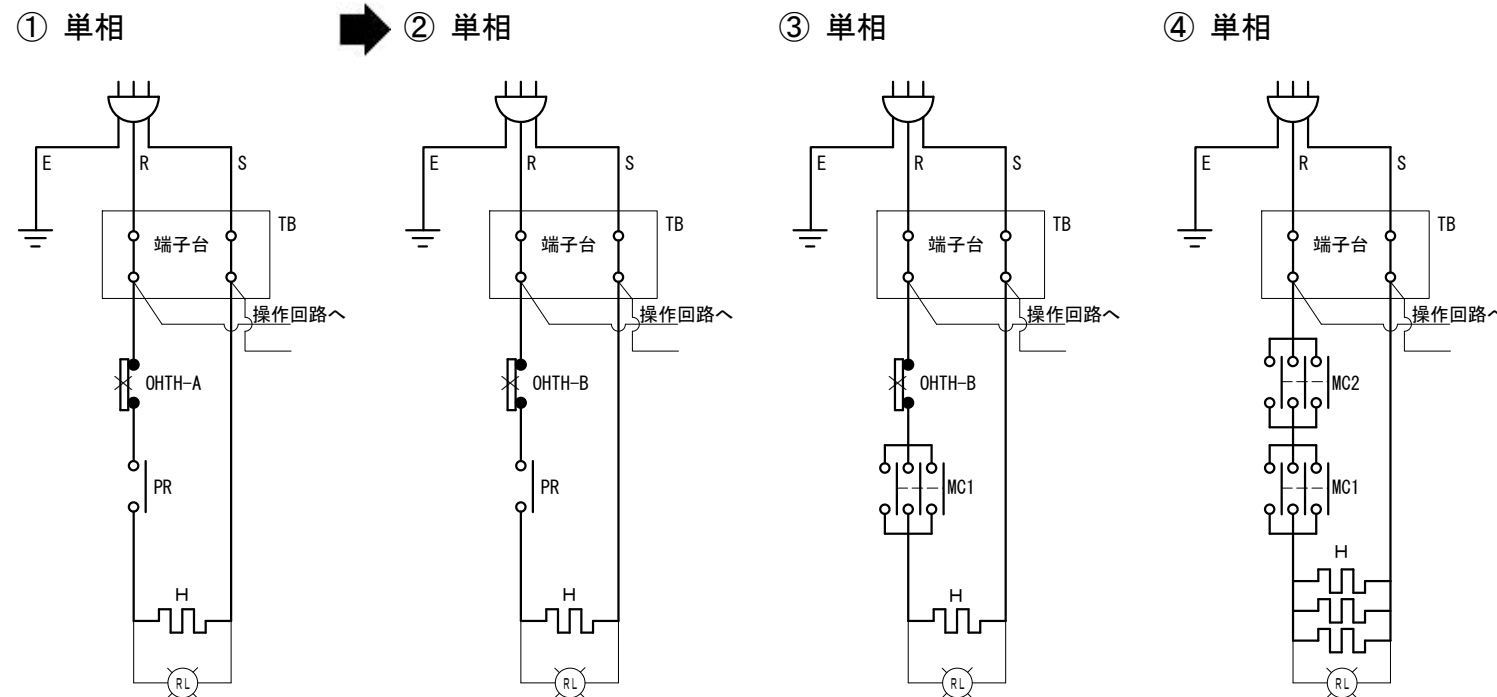 ① 単相
② 単相
③ 単相
④ 単相
E R S
E R S
E R S
E R S
端子台 TB
端子台 TB
端子台 TB
端子台 TB
操作回路へ
操作回路へ
操作回路へ
操作回路へ
OHTH-A
OHTH-B
OHTH-B
MC2
PR
PR
MC1
MC1
H
H
H
H
RL
RL
RL
RL